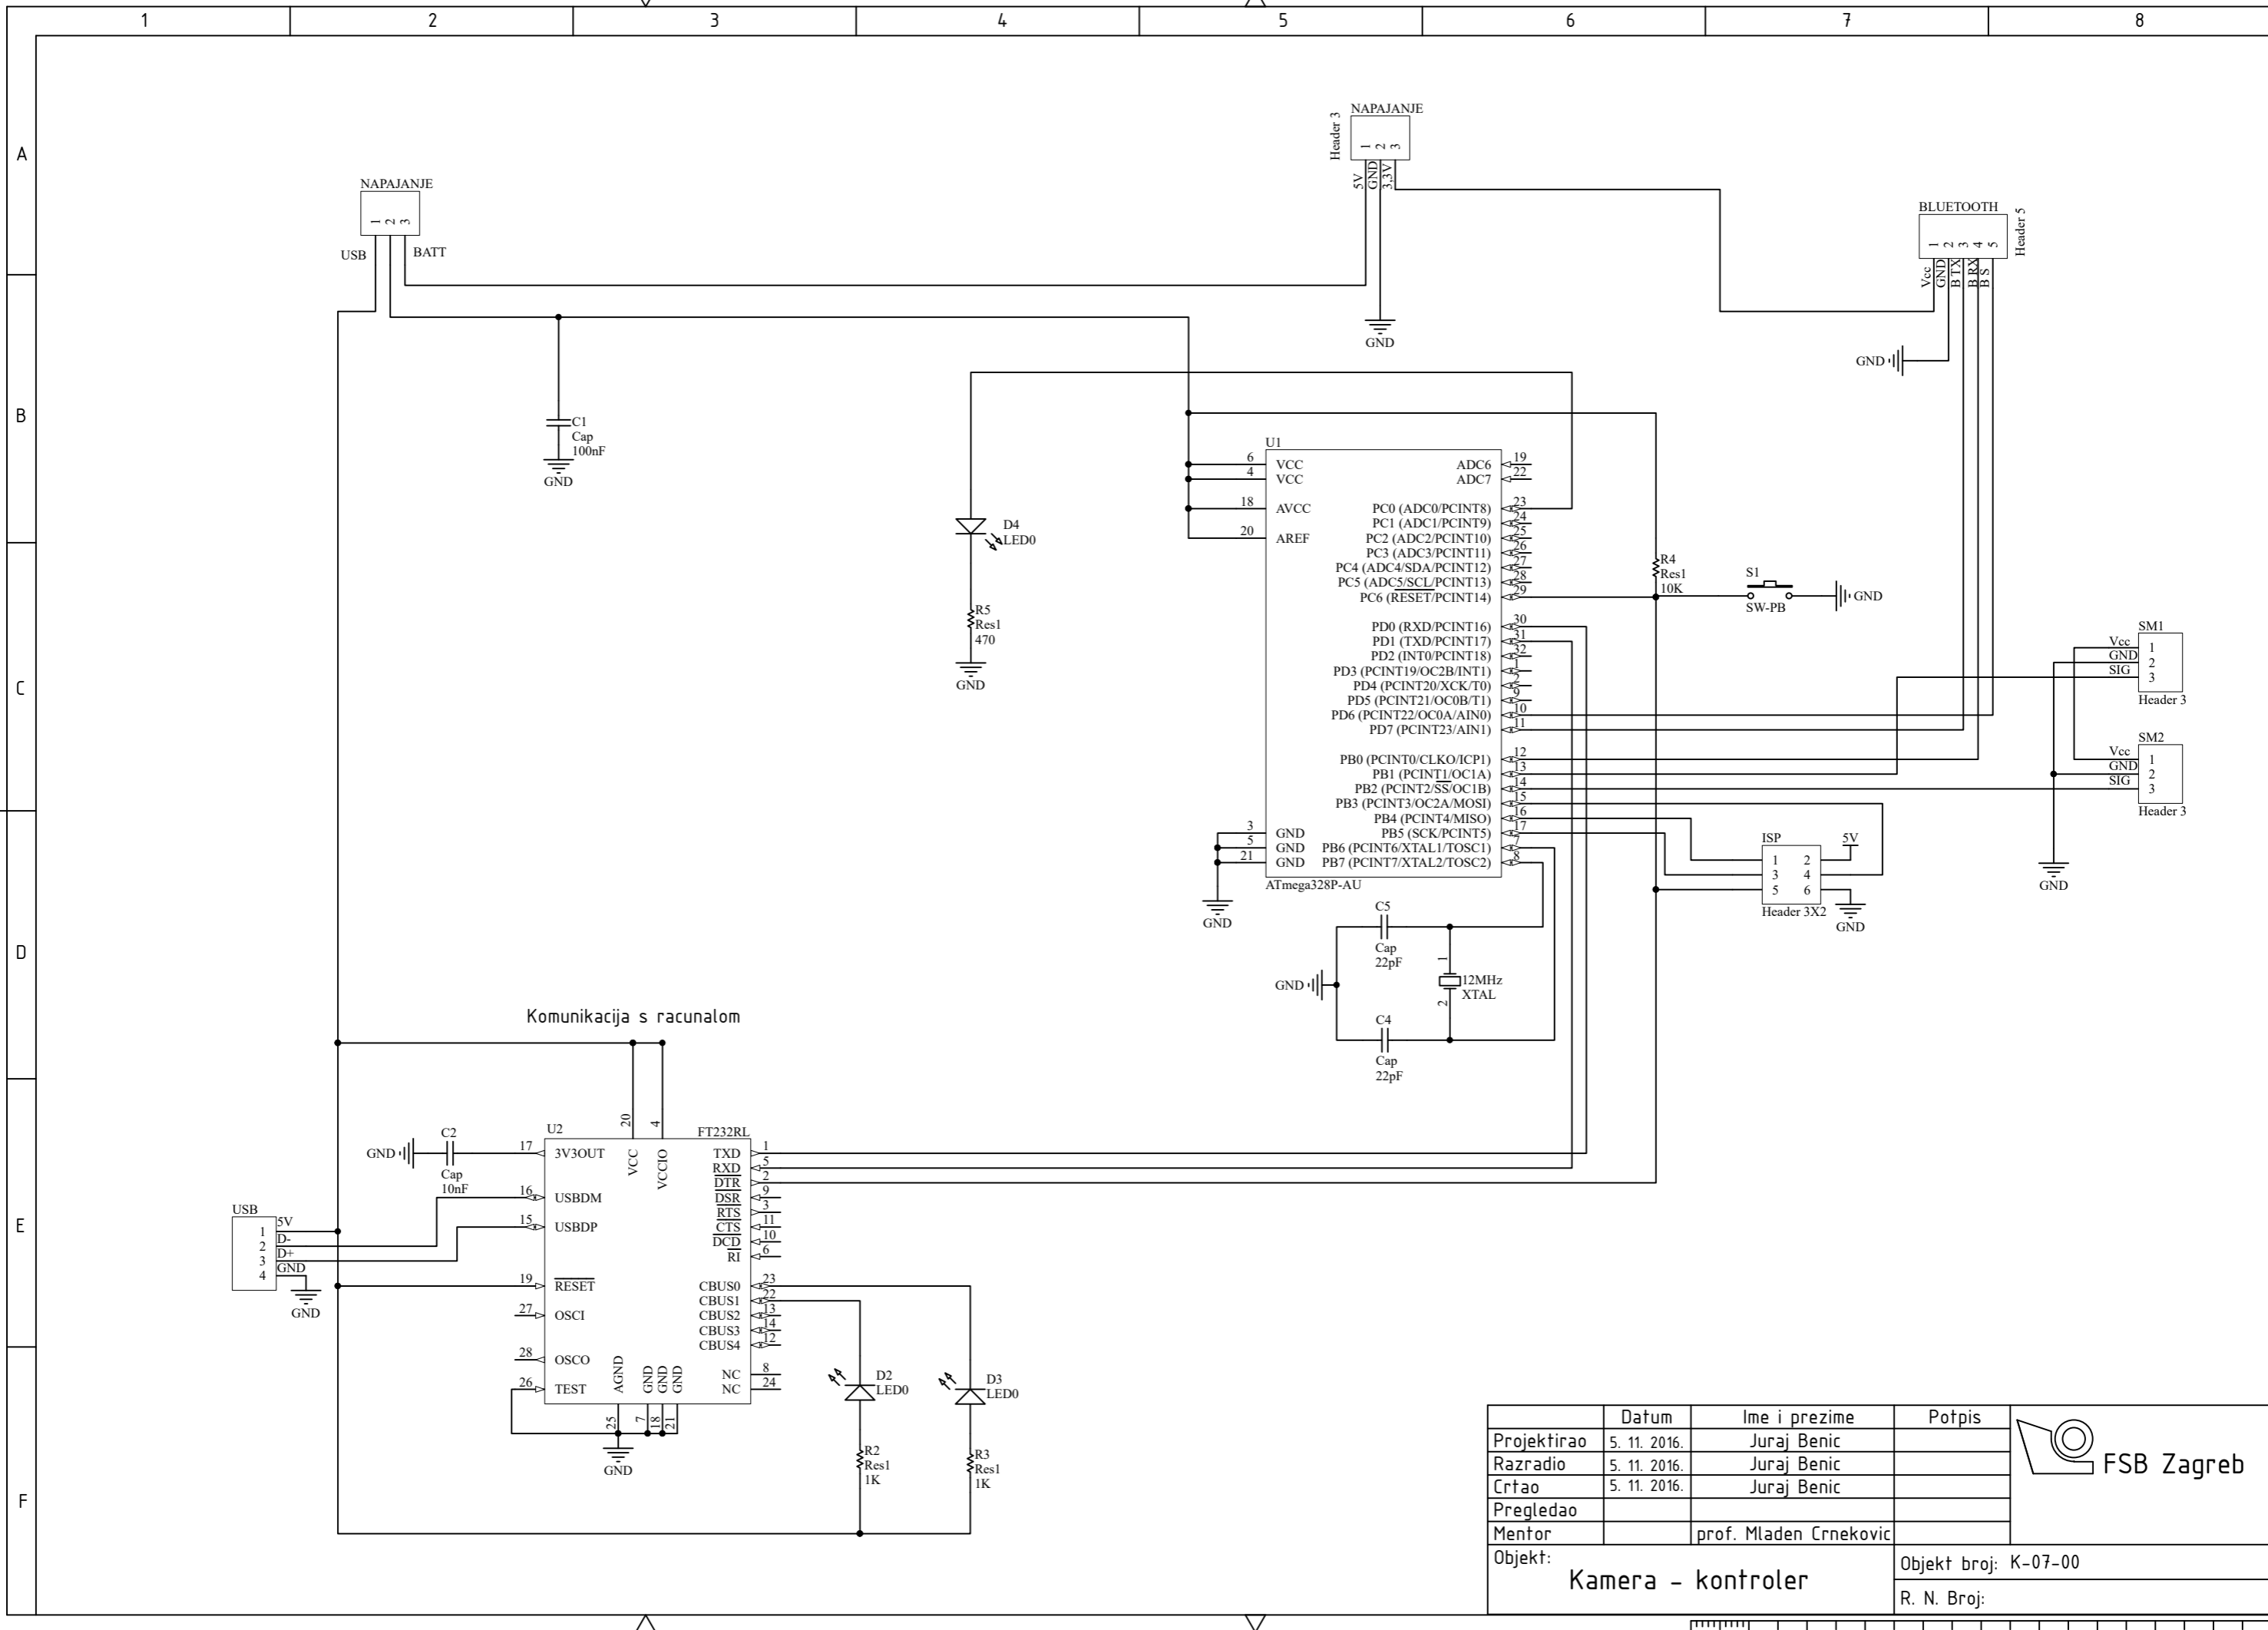 1 2 3 4 5 6 7 8
A
B
C
D
E
F
NAPAJANJE
1 2 3
USB
BATT
Header 3
NAPAJANJE
1 2 3
5V
GND
3,3V
GND
BLUETOOTH
Header 5
1 2 3 4 5
Vcc
GND
B TX
B RX
B S
GND
C1
Cap
100nF
GND
D4
LED0
R5
Res1
470
GND
U1
6 VCC
4 VCC
18 AVCC
20 AREF
3 GND
5 GND
21 GND
ADC6 19
ADC7 22
PC0 (ADC0/PCINT8) 23
PC1 (ADC1/PCINT9) 24
PC2 (ADC2/PCINT10) 25
PC3 (ADC3/PCINT11) 26
PC4 (ADC4/SDA/PCINT12) 27
PC5 (ADC5/SCL/PCINT13) 28
PC6 (RESET/PCINT14) 29
PD0 (RXD/PCINT16) 30
PD1 (TXD/PCINT17) 31
PD2 (INT0/PCINT18) 32
PD3 (PCINT19/OC2B/INT1) 1
PD4 (PCINT20/XCK/T0) 2
PD5 (PCINT21/OC0B/T1) 9
PD6 (PCINT22/OC0A/AIN0) 10
PD7 (PCINT23/AIN1) 11
PB0 (PCINT0/CLKO/ICP1) 12
PB1 (PCINT1/OC1A) 13
PB2 (PCINT2/SS/OC1B) 14
PB3 (PCINT3/OC2A/MOSI) 15
PB4 (PCINT4/MISO) 16
PB5 (SCK/PCINT5) 17
PB6 (PCINT6/XTAL1/TOSC1) 7
PB7 (PCINT7/XTAL2/TOSC2) 8
ATmega328P-AU
GND
R4
Res1
10K
S1
SW-PB
GND
SM1
Vcc 1
GND 2
SIG 3
Header 3
SM2
Vcc 1
GND 2
SIG 3
Header 3
GND
ISP
5V
1 2
3 4
5 6
Header 3X2
GND
C5
Cap
22pF
GND
1
12MHz
XTAL
2
C4
Cap
22pF
Komunikacija s racunalom
U2
FT232RL
20
4
VCC
VCCIO
GND
C2
Cap
10nF
17 3V3OUT
16 USBDM
15 USBDP
19 RESET
27 OSCI
28 OSCO
26 TEST
TXD 1
RXD 5
DTR 2
DSR 9
RTS 3
CTS 11
DCD 10
RI 6
CBUS0 23
CBUS1 22
CBUS2 13
CBUS3 14
CBUS4 12
NC 8
NC 24
AGND
GND
GND
GND
25
7
18
21
GND
USB
1 5V
2 D-
3 D+
4 GND
GND
D2
LED0
D3
LED0
R2
Res1
1K
R3
Res1
1K
Datum Ime i prezime Potpis
Projektirao 5. 11. 2016. Juraj Benic
Razradio 5. 11. 2016. Juraj Benic
Crtao 5. 11. 2016. Juraj Benic
Pregledao
Mentor prof. Mladen Crnekovic
FSB Zagreb
Objekt:
Kamera - kontroler
Objekt broj: K-07-00
R. N. Broj: